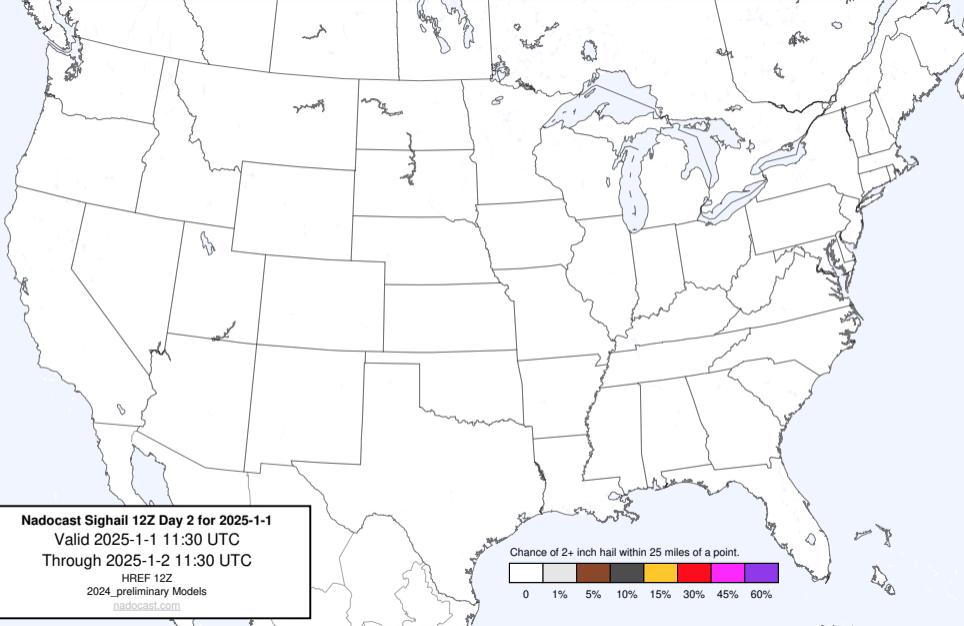 Nadocast Sighail 12Z Day 2 for 2025-1-1
Valid 2025-1-1 11:30 UTC
Through 2025-1-2 11:30 UTC
HREF 12Z
2024_preliminary Models
nadocast.com
Chance of 2+ inch hail within 25 miles of a point.
0 1% 5% 10% 15% 30% 45% 60%